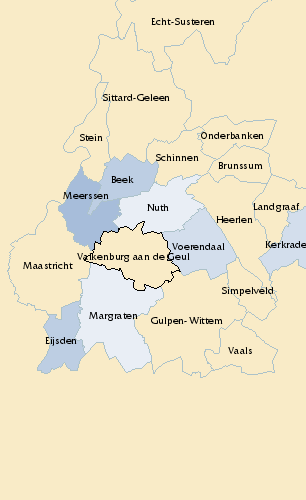 Echt-Susteren
Sittard-Geleen
Stein
Onderbanken
Schinnen
Brunssum
Beek
Meerssen
Nuth
Landgraaf
Heerlen
Voerendaal
Kerkrade
Valkenburg aan de Geul
Maastricht
Simpelveld
Margraten
Gulpen-Wittem
Eijsden
Vaals